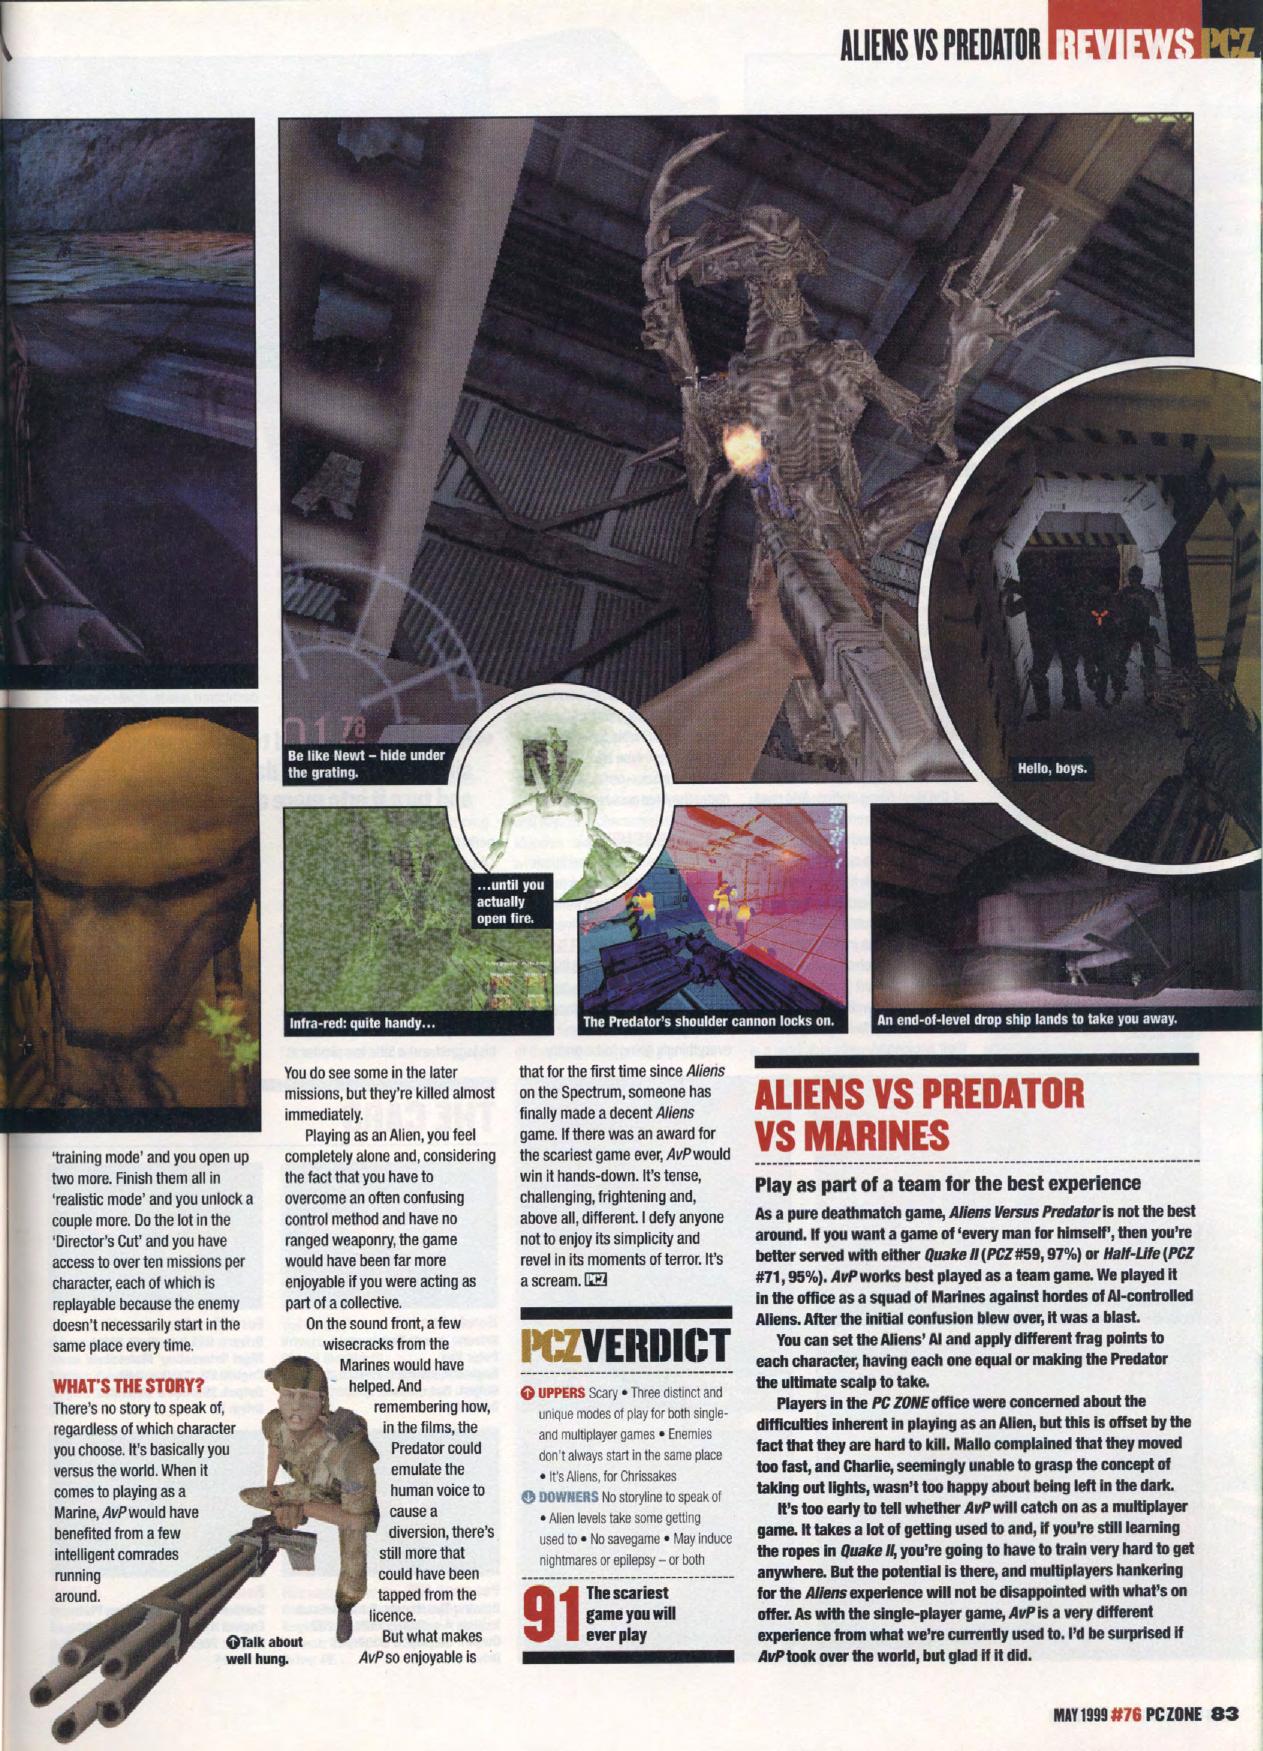 ALIENS VS PREDATOR REVIEWS PCZ
01 78
Be like Newt – hide under
the grating.
Hello, boys.
...until you
actually
open fire.
Infra-red: quite handy...
The Predator's shoulder cannon locks on.
An end-of-level drop ship lands to take you away.
'training mode' and you open up
two more. Finish them all in
'realistic mode' and you unlock a
couple more. Do the lot in the
'Director's Cut' and you have
access to over ten missions per
character, each of which is
replayable because the enemy
doesn't necessarily start in the
same place every time.
WHAT'S THE STORY?
There's no story to speak of,
regardless of which character
you choose. It's basically you
versus the world. When it
comes to playing as a
Marine, AvP would have
benefited from a few
intelligent comrades
running
around.
Talk about
well hung.
You do see some in the later
missions, but they're killed almost
immediately.
Playing as an Alien, you feel
completely alone and, considering
the fact that you have to
overcome an often confusing
control method and have no
ranged weaponry, the game
would have been far more
enjoyable if you were acting as
part of a collective.
On the sound front, a few
wisecracks from the
Marines would have
helped. And
remembering how,
in the films, the
Predator could
emulate the
human voice to
cause a
diversion, there's
still more that
could have been
tapped from the
licence.
But what makes
AvP so enjoyable is
that for the first time since Aliens
on the Spectrum, someone has
finally made a decent Aliens
game. If there was an award for
the scariest game ever, AvP would
win it hands-down. It's tense,
challenging, frightening and,
above all, different. I defy anyone
not to enjoy its simplicity and
revel in its moments of terror. It's
a scream. PCZ
PCZVERDICT
UPPERS Scary • Three distinct and
unique modes of play for both single-
and multiplayer games • Enemies
don't always start in the same place
• It's Aliens, for Chrissakes
DOWNERS No storyline to speak of
• Alien levels take some getting
used to • No savegame • May induce
nightmares or epilepsy – or both
91 The scariest
game you will
ever play
ALIENS VS PREDATOR
VS MARINES
Play as part of a team for the best experience
As a pure deathmatch game, Aliens Versus Predator is not the best
around. If you want a game of 'every man for himself', then you're
better served with either Quake II (PCZ #59, 97%) or Half-Life (PCZ
#71, 95%). AvP works best played as a team game. We played it
in the office as a squad of Marines against hordes of AI-controlled
Aliens. After the initial confusion blew over, it was a blast.
You can set the Aliens' AI and apply different frag points to
each character, having each one equal or making the Predator
the ultimate scalp to take.
Players in the PC ZONE office were concerned about the
difficulties inherent in playing as an Alien, but this is offset by the
fact that they are hard to kill. Mallo complained that they moved
too fast, and Charlie, seemingly unable to grasp the concept of
taking out lights, wasn't too happy about being left in the dark.
It's too early to tell whether AvP will catch on as a multiplayer
game. It takes a lot of getting used to and, if you're still learning
the ropes in Quake II, you're going to have to train very hard to get
anywhere. But the potential is there, and multiplayers hankering
for the Aliens experience will not be disappointed with what's on
offer. As with the single-player game, AvP is a very different
experience from what we're currently used to. I'd be surprised if
AvP took over the world, but glad if it did.
MAY 1999 #76 PC ZONE 83